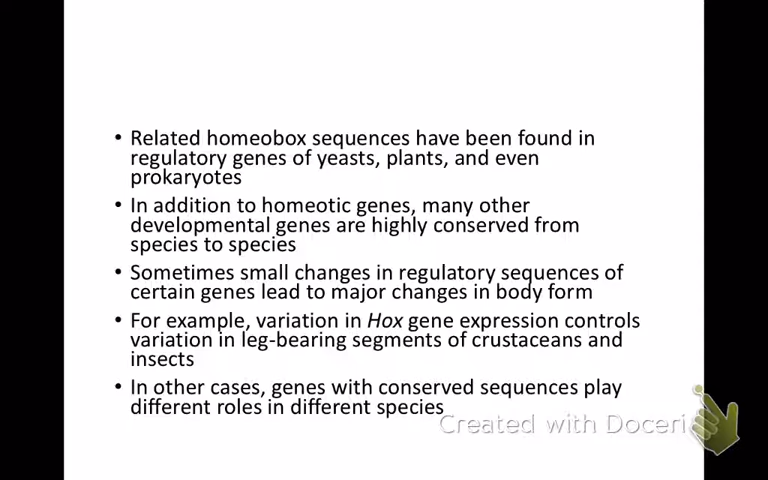 • Related homeobox sequences have been found in
regulatory genes of yeasts, plants, and even
prokaryotes
• In addition to homeotic genes, many other
developmental genes are highly conserved from
species to species
• Sometimes small changes in regulatory sequences of
certain genes lead to major changes in body form
• For example, variation in Hox gene expression controls
variation in leg-bearing segments of crustaceans and
insects
• In other cases, genes with conserved sequences play
different roles in different species
Created with Doceri